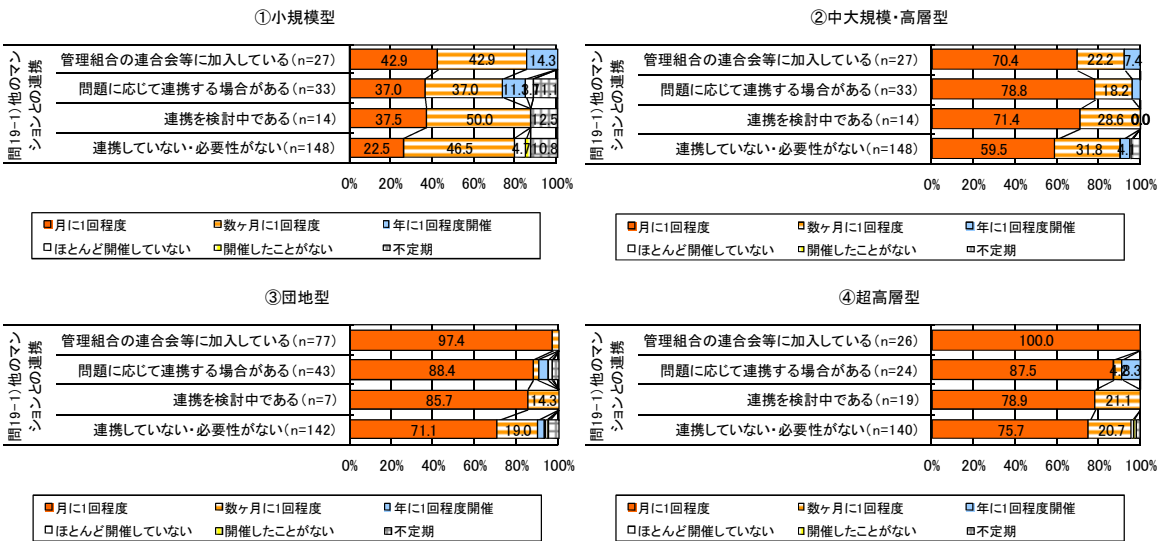 ①小規模型
問19-1)他のマンションとの連携
管理組合の連合会等に加入している(n=27) 42.9 42.9 14.3
問題に応じて連携する場合がある(n=33) 37.0 37.0 11.1 3.7 11.1
連携を検討中である(n=14) 37.5 50.0 12.5
連携していない・必要性がない(n=148) 22.5 46.5 4.7 10.8
0% 20% 40% 60% 80% 100%
■月に1回程度 ■数ヶ月に1回程度 ■年に1回程度開催
□ほとんど開催していない ■開催したことがない ■不定期
②中大規模・高層型
問19-1)他のマンションとの連携
管理組合の連合会等に加入している(n=27) 70.4 22.2 7.4
問題に応じて連携する場合がある(n=33) 78.8 18.2
連携を検討中である(n=14) 71.4 28.6 0.0
連携していない・必要性がない(n=148) 59.5 31.8 4.1
0% 20% 40% 60% 80% 100%
■月に1回程度 ■数ヶ月に1回程度 ■年に1回程度開催
□ほとんど開催していない ■開催したことがない ■不定期
③団地型
問19-1)他のマンションとの連携
管理組合の連合会等に加入している(n=77) 97.4
問題に応じて連携する場合がある(n=43) 88.4
連携を検討中である(n=7) 85.7 14.3
連携していない・必要性がない(n=142) 71.1 19.0
0% 20% 40% 60% 80% 100%
■月に1回程度 ■数ヶ月に1回程度 ■年に1回程度開催
□ほとんど開催していない ■開催したことがない ■不定期
④超高層型
問19-1)他のマンションとの連携
管理組合の連合会等に加入している(n=26) 100.0
問題に応じて連携する場合がある(n=24) 87.5 4.2 8.3
連携を検討中である(n=19) 78.9 21.1
連携していない・必要性がない(n=140) 75.7 20.7
0% 20% 40% 60% 80% 100%
■月に1回程度 ■数ヶ月に1回程度 ■年に1回程度開催
□ほとんど開催していない ■開催したことがない ■不定期